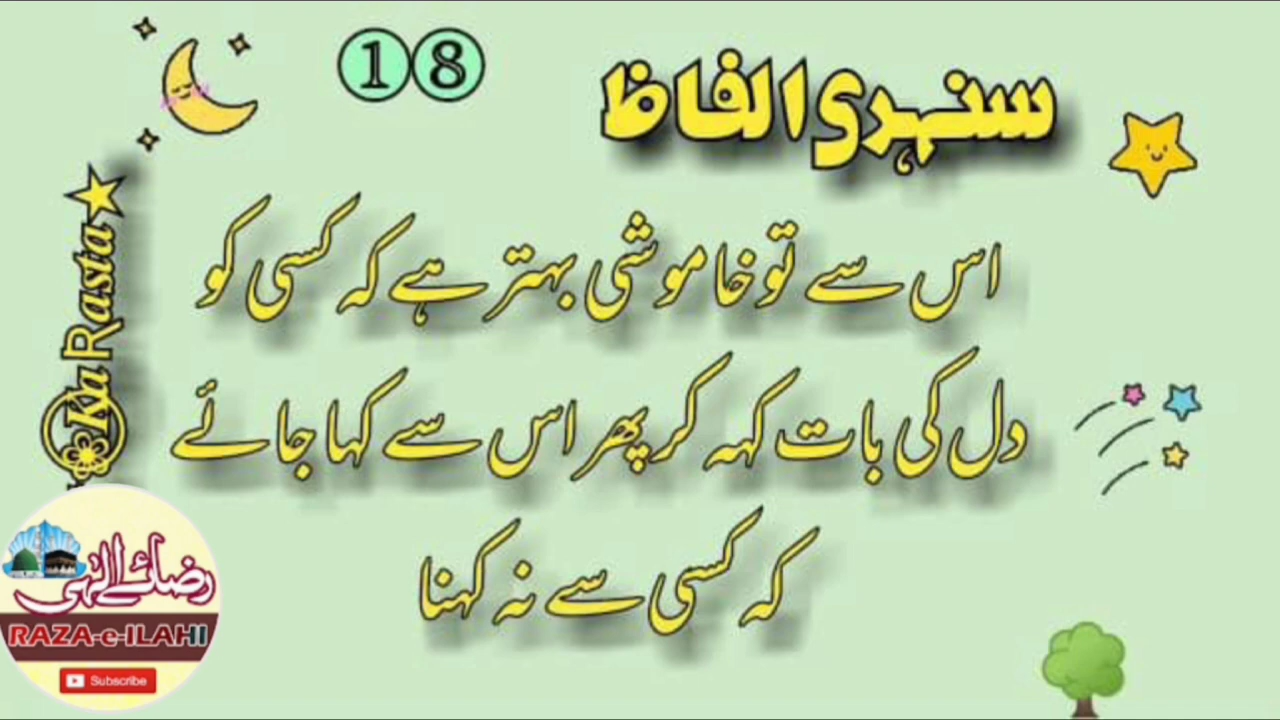 18
سنہری الفاظ
اس سے تو خاموشی بہتر ہے کہ کسی کو
دل کی بات کہہ کر پھر اس سے کہا جائے
کہ کسی سے نہ کہنا
Ka Rasta
رضائے الٰہی
RAZA-e-ILAHI
Subscribe